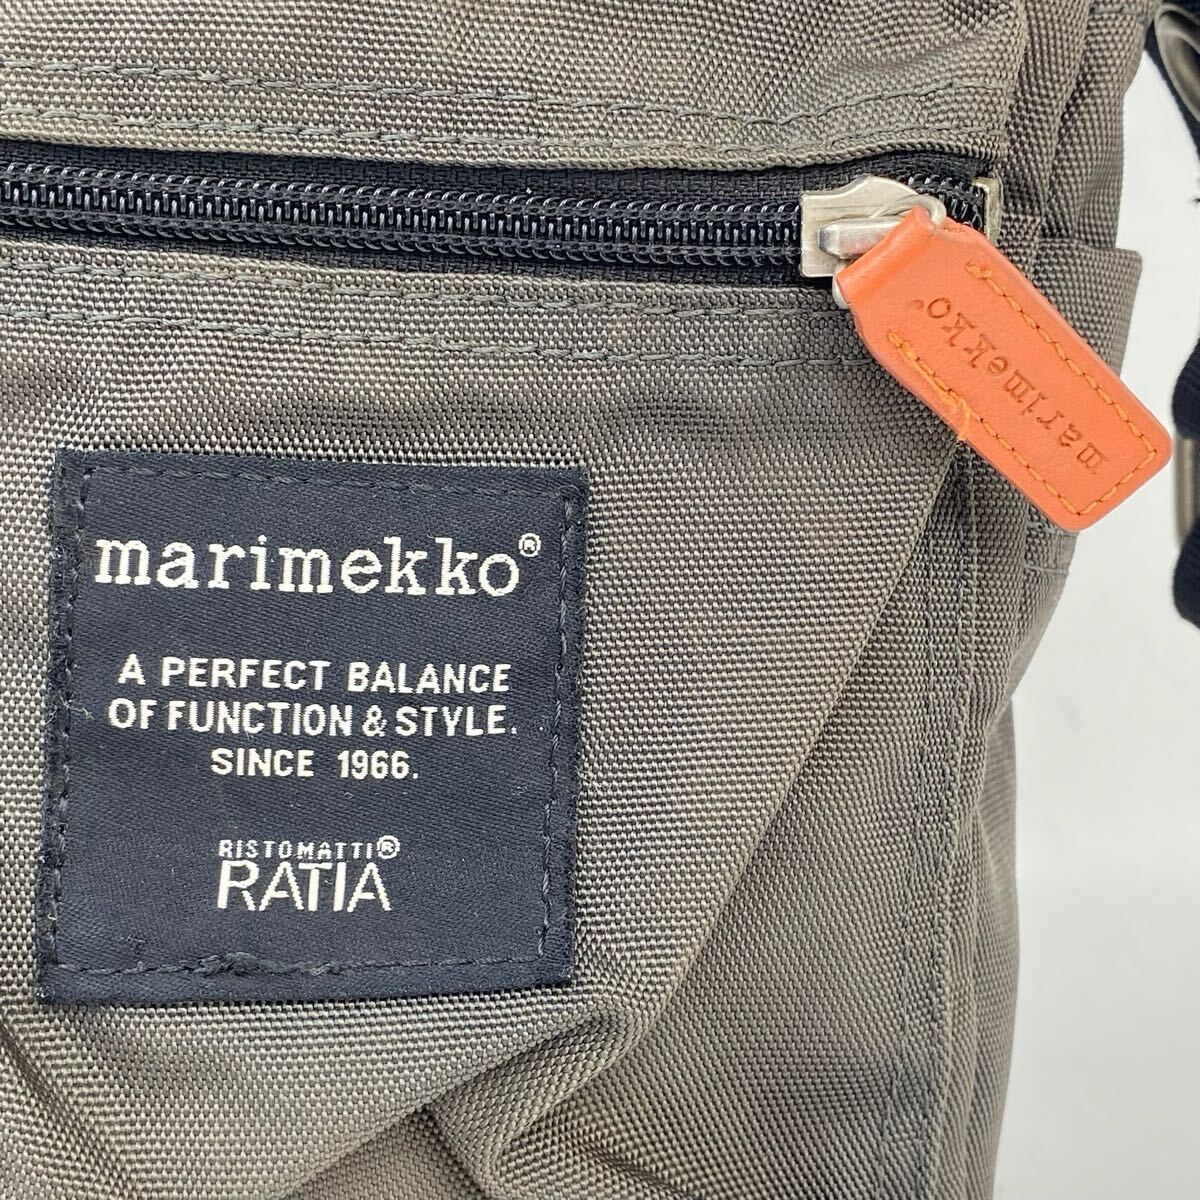 marimekko®
marimekko®
A PERFECT BALANCE
OF FUNCTION & STYLE.
SINCE 1966.
RISTOMATTI®
RATIA